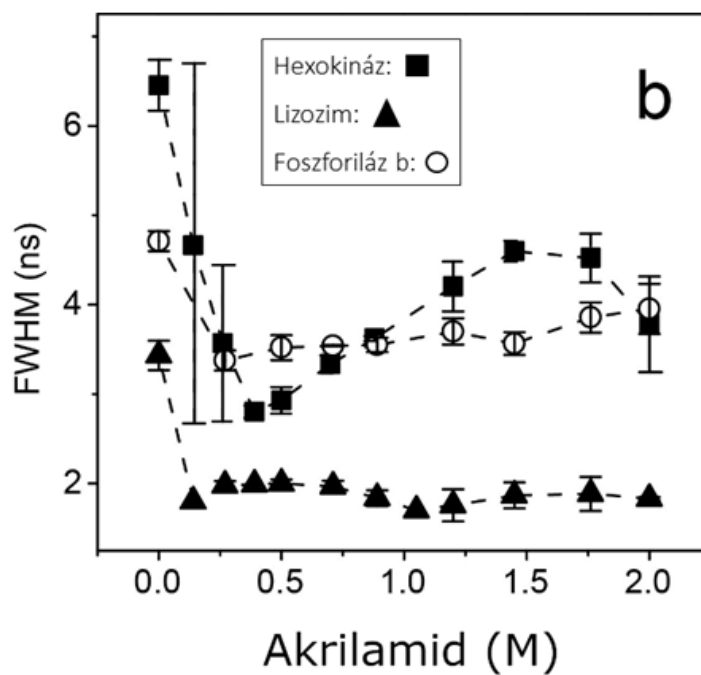 b
Hexokináz:
Lizozim:
Foszforiláz b:
FWHM (ns)
6
4
2
0.0 0.5 1.0 1.5 2.0
Akrilamid (M)